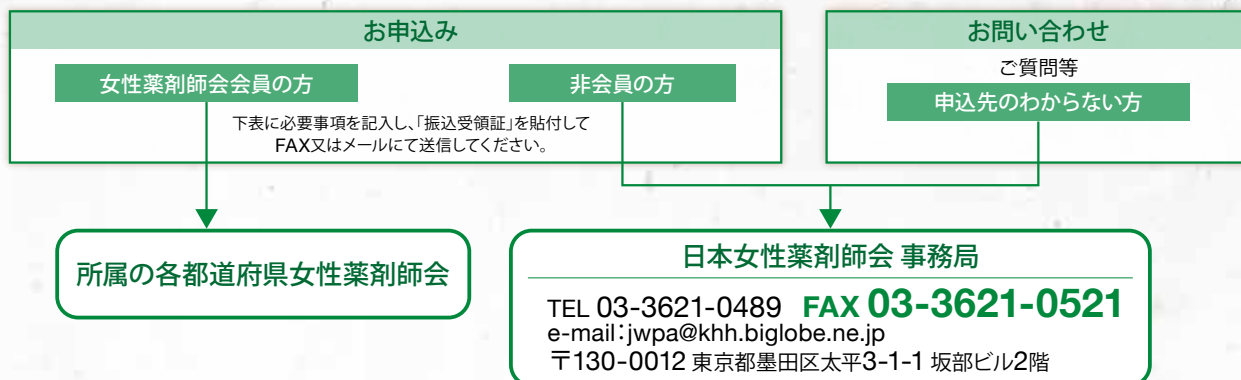 お申込み
女性薬剤師会会員の方
非会員の方
下表に必要事項を記入し、「振込受領証」を貼付して
FAX又はメールにて送信してください。
お問い合わせ
ご質問等
申込先のわからない方
所属の各都道府県女性薬剤師会
日本女性薬剤師会 事務局
TEL 03-3621-0489 FAX 03-3621-0521
e-mail：jwpa@khh.biglobe.ne.jp
〒130-0012 東京都墨田区太平3-1-1 坂部ビル2階